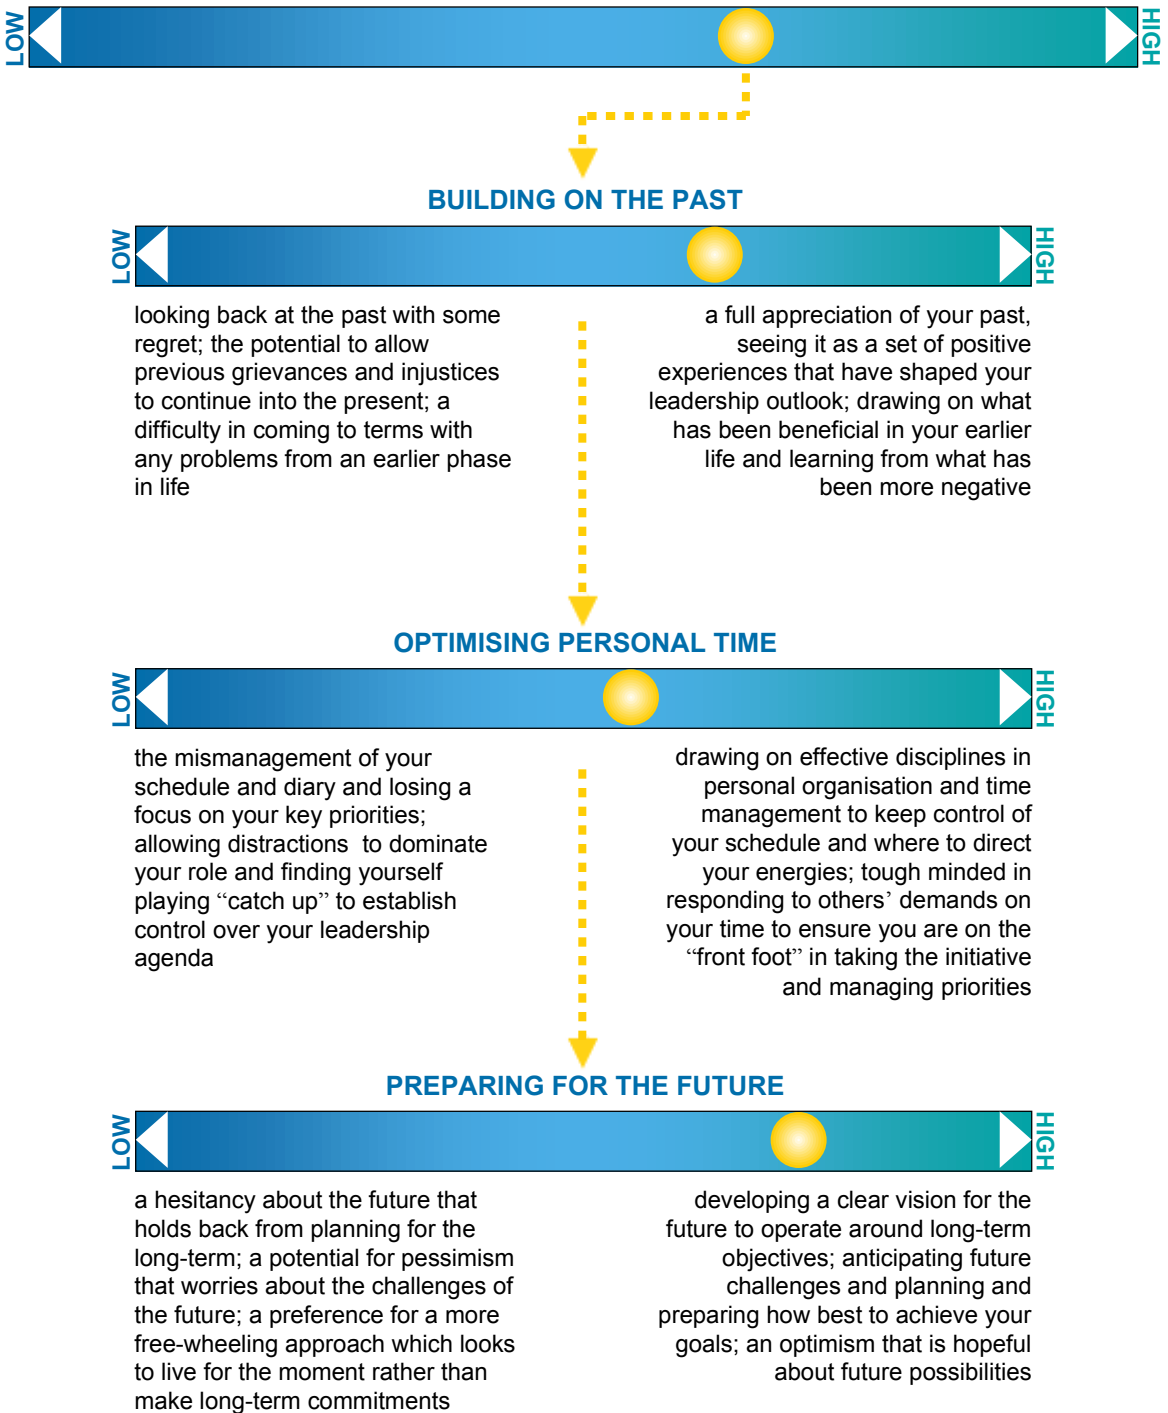 LOW
HIGH
BUILDING ON THE PAST
LOW
HIGH
looking back at the past with some
regret; the potential to allow
previous grievances and injustices
to continue into the present; a
difficulty in coming to terms with
any problems from an earlier phase
in life
a full appreciation of your past,
seeing it as a set of positive
experiences that have shaped your
leadership outlook; drawing on what
has been beneficial in your earlier
life and learning from what has
been more negative
OPTIMISING PERSONAL TIME
LOW
HIGH
the mismanagement of your
schedule and diary and losing a
focus on your key priorities;
allowing distractions  to dominate
your role and finding yourself
playing “catch up” to establish
control over your leadership
agenda
drawing on effective disciplines in
personal organisation and time
management to keep control of
your schedule and where to direct
your energies; tough minded in
responding to others’ demands on
your time to ensure you are on the
“front foot” in taking the initiative
and managing priorities
PREPARING FOR THE FUTURE
LOW
HIGH
a hesitancy about the future that
holds back from planning for the
long-term; a potential for pessimism
that worries about the challenges of
the future; a preference for a more
free-wheeling approach which looks
to live for the moment rather than
make long-term commitments
developing a clear vision for the
future to operate around long-term
objectives; anticipating future
challenges and planning and
preparing how best to achieve your
goals; an optimism that is hopeful
about future possibilities